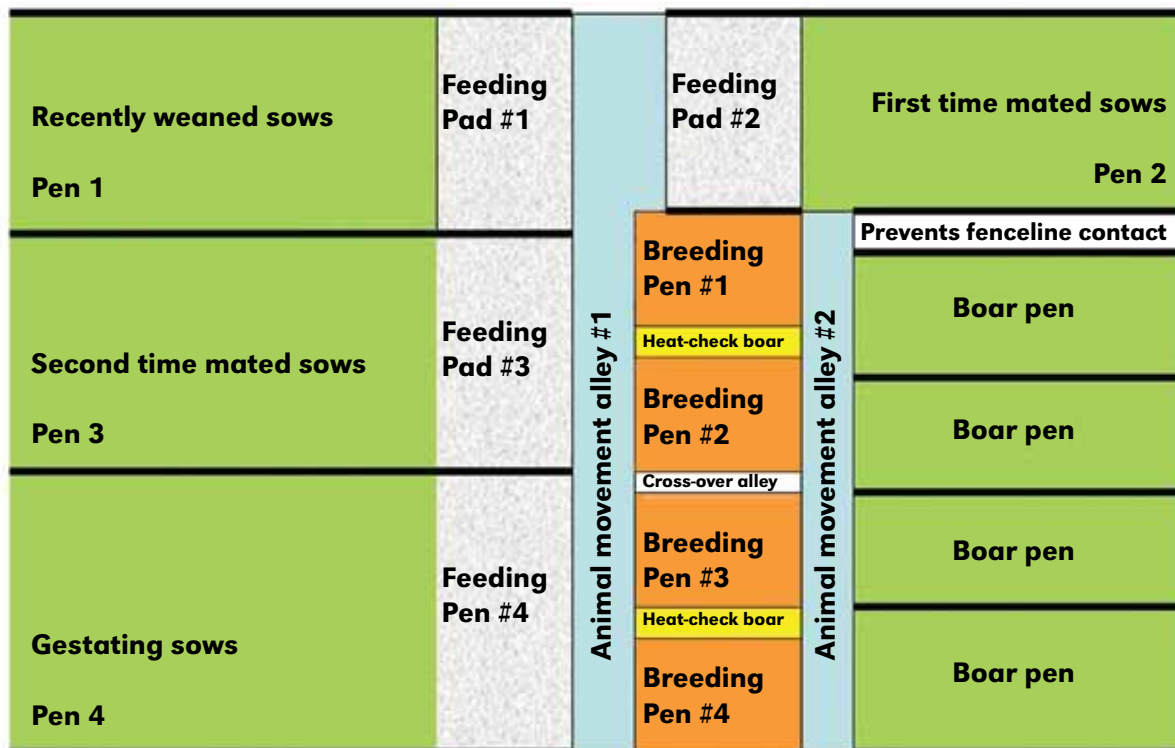 Recently weaned sows
Pen 1
Feeding
Pad #1
Feeding
Pad #2
First time mated sows
Pen 2
Second time mated sows
Pen 3
Feeding
Pad #3
Gestating sows
Pen 4
Feeding
Pen #4
Animal movement alley #1
Breeding
Pen #1
Heat-check boar
Breeding
Pen #2
Cross-over alley
Breeding
Pen #3
Heat-check boar
Breeding
Pen #4
Animal movement alley #2
Prevents fenceline contact
Boar pen
Boar pen
Boar pen
Boar pen